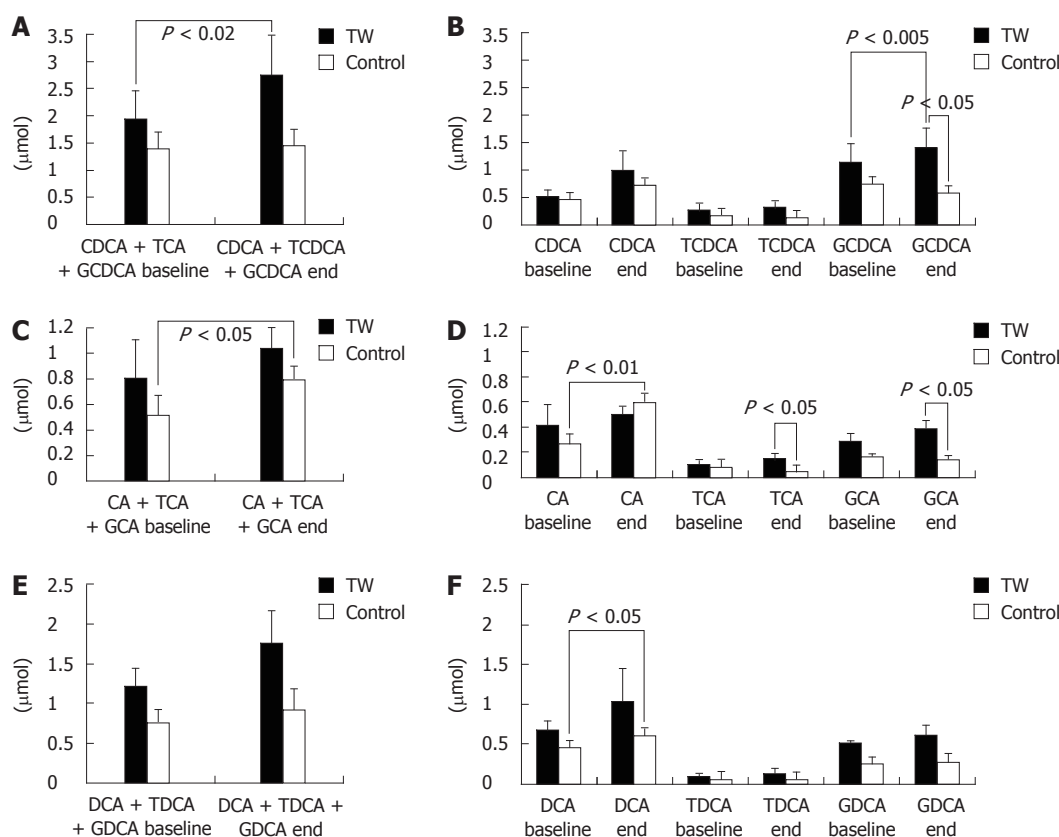 A
P < 0.02
TW
Control
3.5
3
2.5
2
1.5
1
0.5
0
(μmol)
CDCA + TCA
+ GCDCA baseline
CDCA + TCDCA
+ GCDCA end
B
P < 0.005
P < 0.05
TW
Control
3.5
3
2.5
2
1.5
1
0.5
0
(μmol)
CDCA
baseline
CDCA
end
TCDCA
baseline
TCDCA
end
GCDCA
baseline
GCDCA
end
C
P < 0.05
TW
Control
1.2
1
0.8
0.6
0.4
0.2
0
(μmol)
CA + TCA
+ GCA baseline
CA + TCA
+ GCA end
D
P < 0.01
P < 0.05
P < 0.05
TW
Control
1.2
1
0.8
0.6
0.4
0.2
0
(μmol)
CA
baseline
CA
end
TCA
baseline
TCA
end
GCA
baseline
GCA
end
E
TW
Control
2.5
2
1.5
1
0.5
0
(μmol)
DCA + TDCA
+ GDCA baseline
DCA + TDCA +
GDCA end
F
P < 0.05
TW
Control
2.5
2
1.5
1
0.5
0
(μmol)
DCA
baseline
DCA
end
TDCA
baseline
TDCA
end
GDCA
baseline
GDCA
end